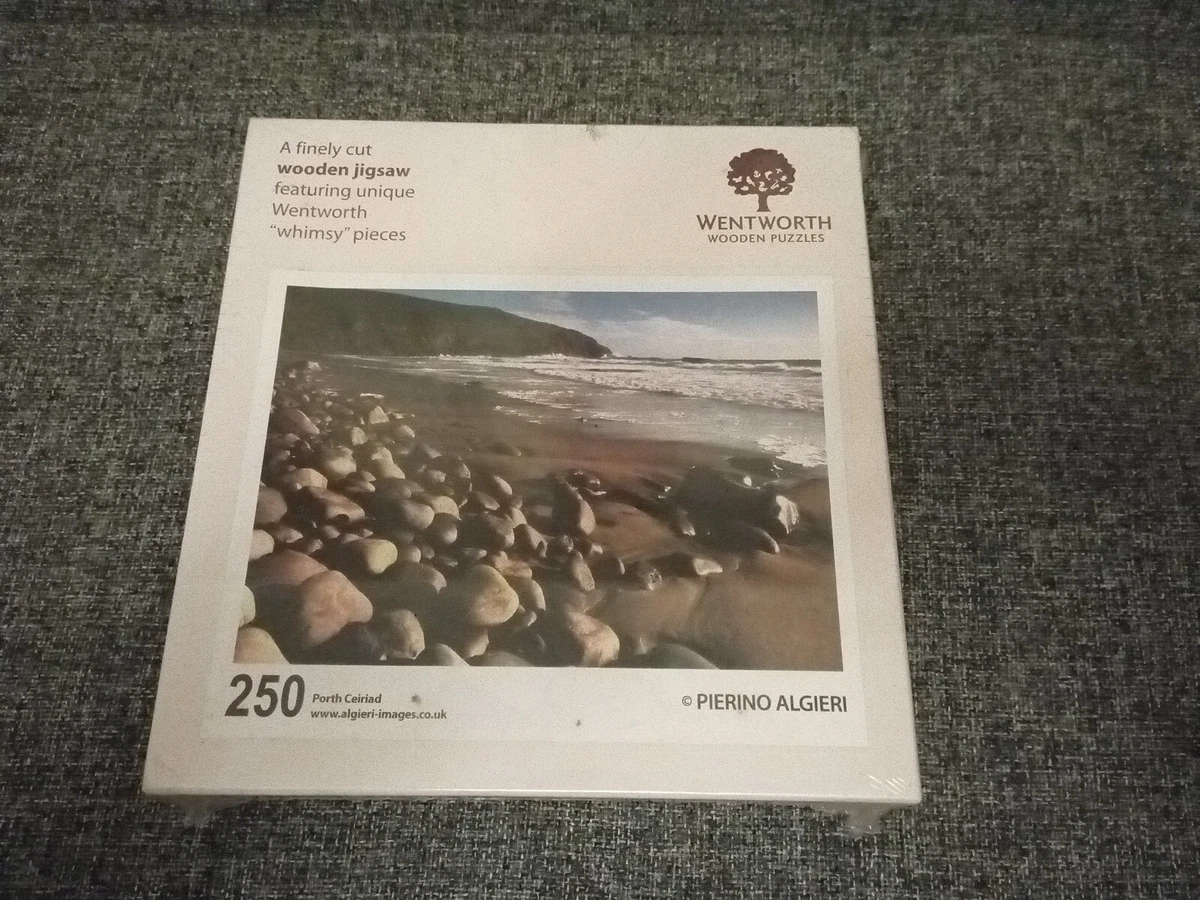 A finely cut
wooden jigsaw
featuring unique
Wentworth
“whimsy” pieces
WENTWORTH
WOODEN PUZZLES
250
Porth Ceiriad
www.algieri-images.co.uk
© PIERINO ALGIERI